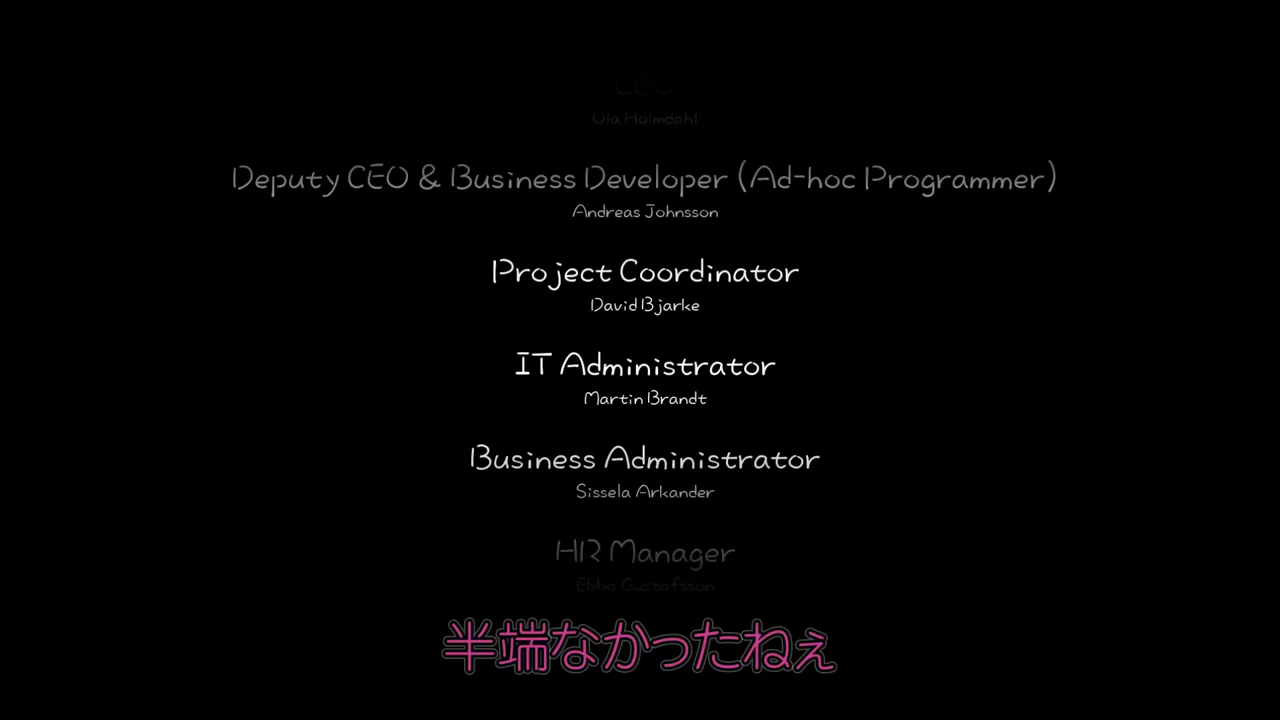 CEO
Ola Holmdahl
Deputy CEO & Business Developer (Ad-hoc Programmer)
Andreas Johnsson
Project Coordinator
David Bjarke
IT Administrator
Martin Brandt
Business Administrator
Sissela Arkander
HR Manager
Ebba Gustafsson
半端なかったねぇ